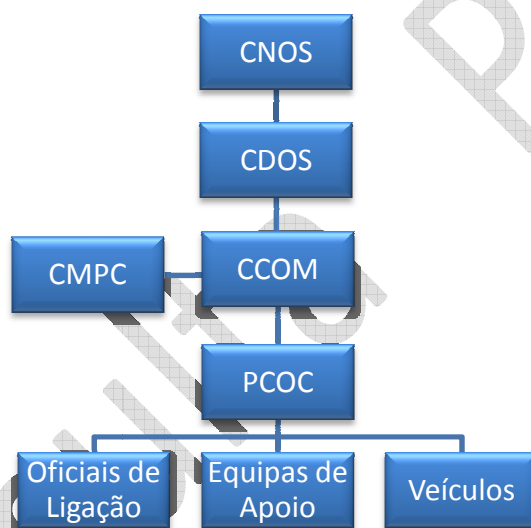 CNOS
CDOS
CMPC
CCOM
PCOC
Oficiais de
Ligação
Equipas de
Apoio
Veículos